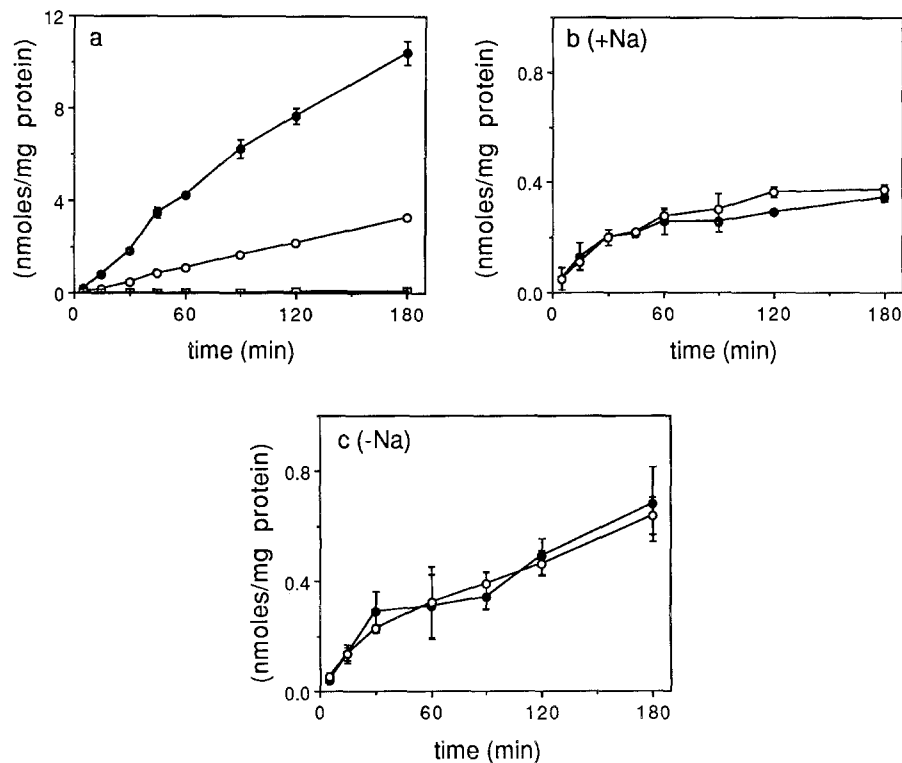 a
(nmoles/mg protein)
12
8
4
0
0 60 120 180
time (min)
b (+Na)
(nmoles/mg protein)
0.8
0.4
0.0
0 60 120 180
time (min)
c (-Na)
(nmoles/mg protein)
0.8
0.4
0.0
0 60 120 180
time (min)